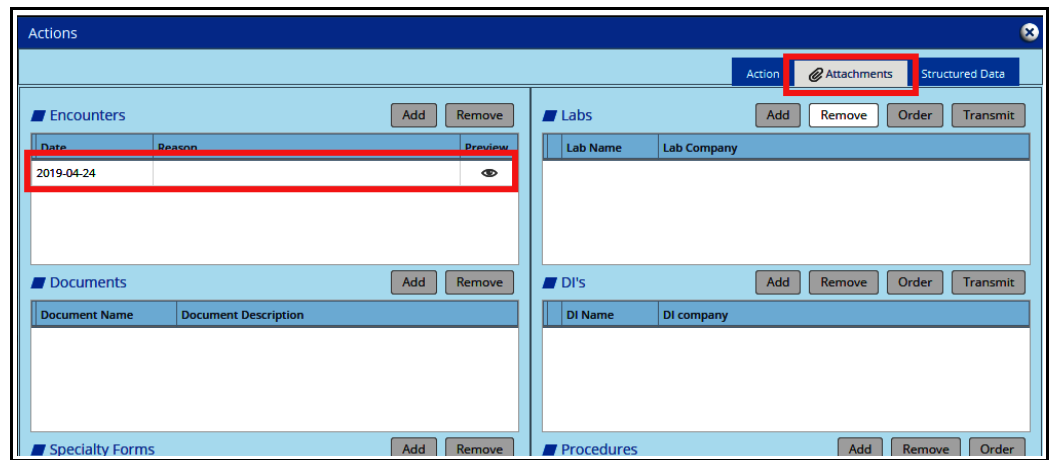 Actions
Action Attachments Structured Data
Encounters Add Remove
Date Reason Preview
2019-04-24
Labs Add Remove Order Transmit
Lab Name Lab Company
Documents Add Remove
Document Name Document Description
DI's Add Remove Order Transmit
DI Name DI company
Specialty Forms Add Remove
Procedures Add Remove Order